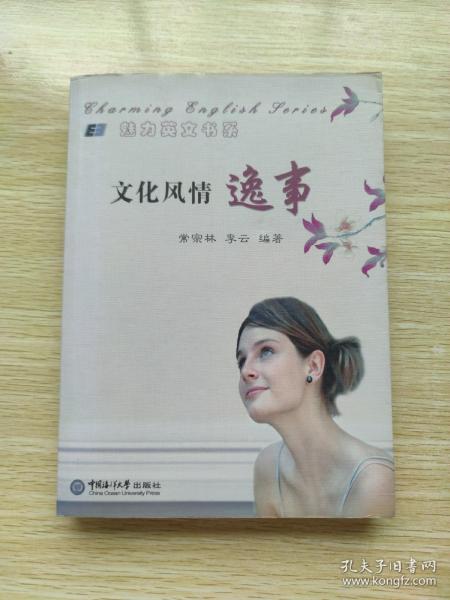 Charming English Series
魅力英文书系
文化风情 逸事
常宗林 李云 编著
中国海洋大学出版社
China Ocean University Press
孔夫子旧书网
www.kongfz.com